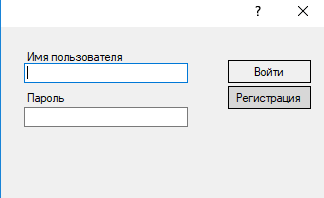 ?
Имя пользователя
Войти
Пароль
Регистрация